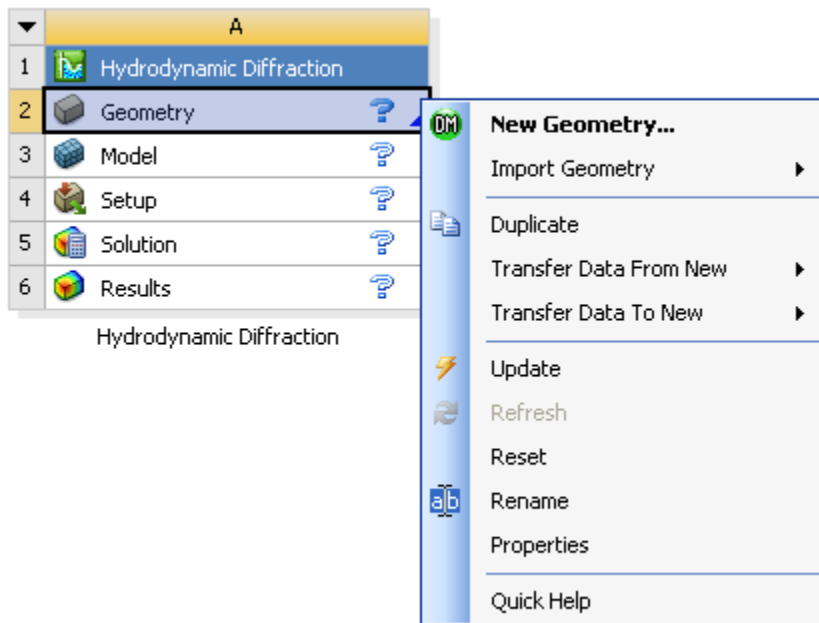 A
1 Hydrodynamic Diffraction
2 Geometry ?
3 Model ?
4 Setup ?
5 Solution ?
6 Results ?
Hydrodynamic Diffraction
DM New Geometry...
Import Geometry
Duplicate
Transfer Data From New
Transfer Data To New
Update
Refresh
Reset
ab Rename
Properties
Quick Help